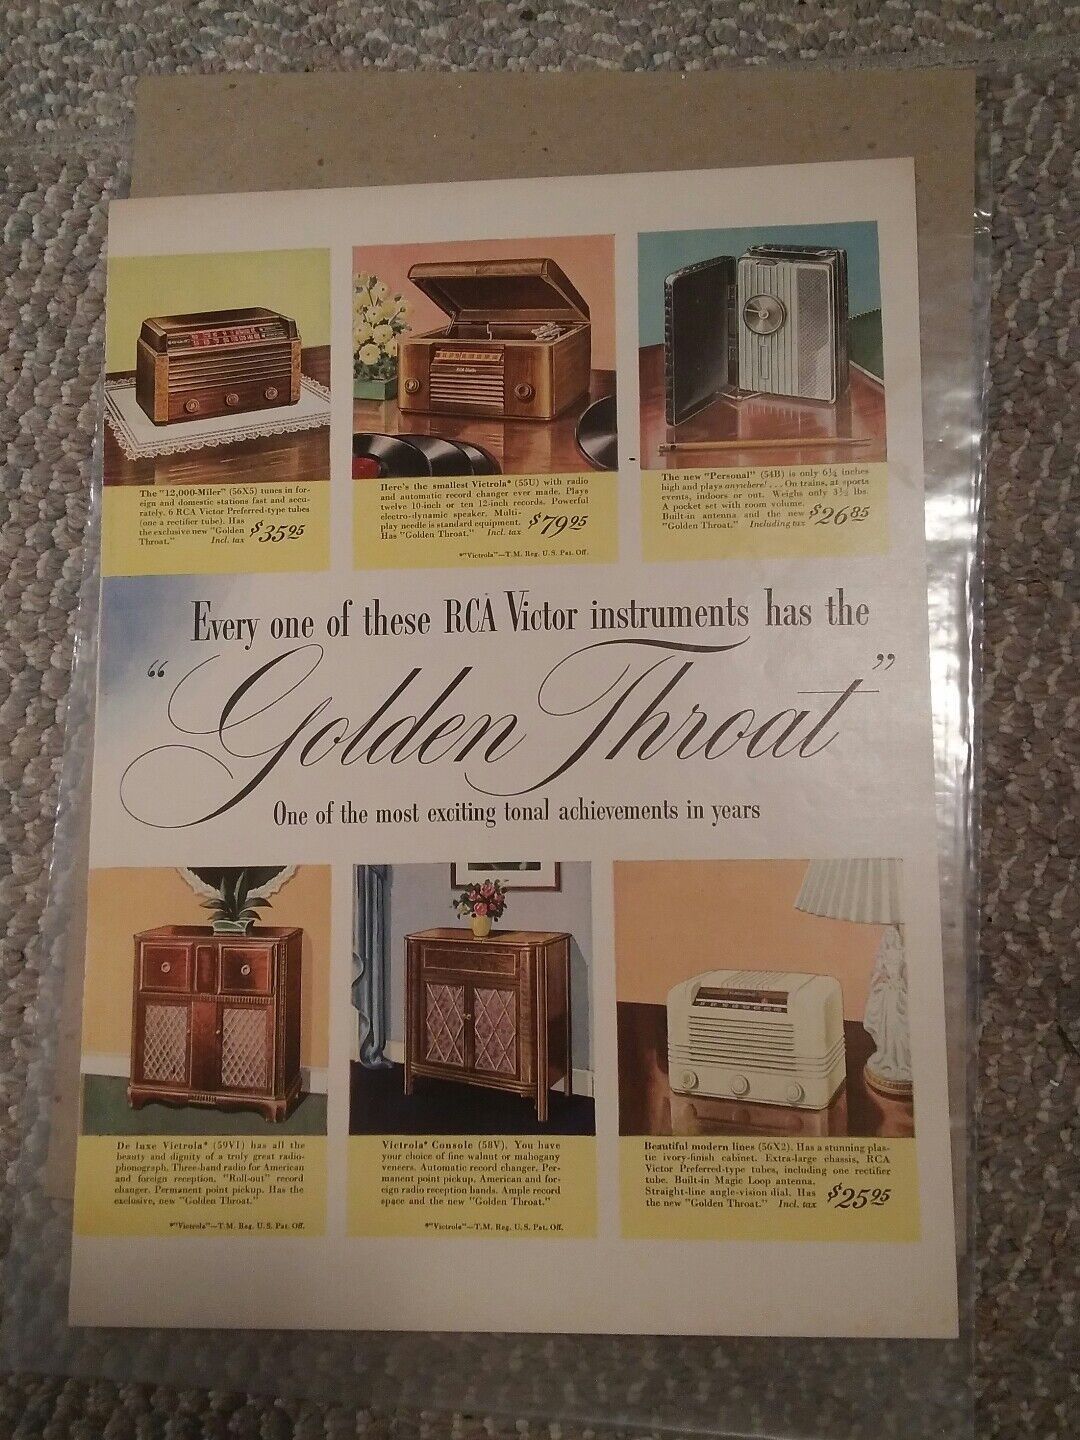 The "12,000-Miler" (56X5) tunes in for-
eign and domestic stations fast and accu-
rately. 6 RCA Victor Preferred-type tubes
(one a rectifier tube). Has
the exclusive new "Golden
Throat." Incl. tax $35.95
RCA Victor
Here's the smallest Victrola* (55U) with radio
and automatic record changer ever made. Plays
twelve 10-inch or ten 12-inch records. Powerful
electro-dynamic speaker. Multi-
play needle is standard equipment.
Has "Golden Throat." Incl. tax $79.95
*"Victrola"—T.M. Reg. U.S. Pat. Off.
The new "Personal" (54B) is only 6¼ inches
high and plays anywhere! . . . On trains, at sports
events, indoors or out. Weighs only 3½ lbs.
A pocket set with room volume.
Built-in antenna and the new
"Golden Throat." Including tax $26.85
Every one of these RCA Victor instruments has the
"Golden Throat"
One of the most exciting tonal achievements in years
De luxe Victrola* (59V1) has all the
beauty and dignity of a truly great radio-
phonograph. Three-band radio for American
and foreign reception. "Roll-out" record
changer. Permanent point pickup. Has the
exclusive, new "Golden Throat."
*"Victrola"—T.M. Reg. U.S. Pat. Off.
Victrola* Console (58V). You have
your choice of fine walnut or mahogany
veneers. Automatic record changer. Per-
manent point pickup. American and for-
eign radio reception bands. Ample record
space and the new "Golden Throat."
*"Victrola"—T.M. Reg. U.S. Pat. Off.
Beautiful modern lines (56X2). Has a stunning plas-
tic ivory-finish cabinet. Extra-large chassis, RCA
Victor Preferred-type tubes, including one rectifier
tube. Built-in Magic Loop antenna.
Straight-line angle-vision dial. Has
the new "Golden Throat." Incl. tax $25.95